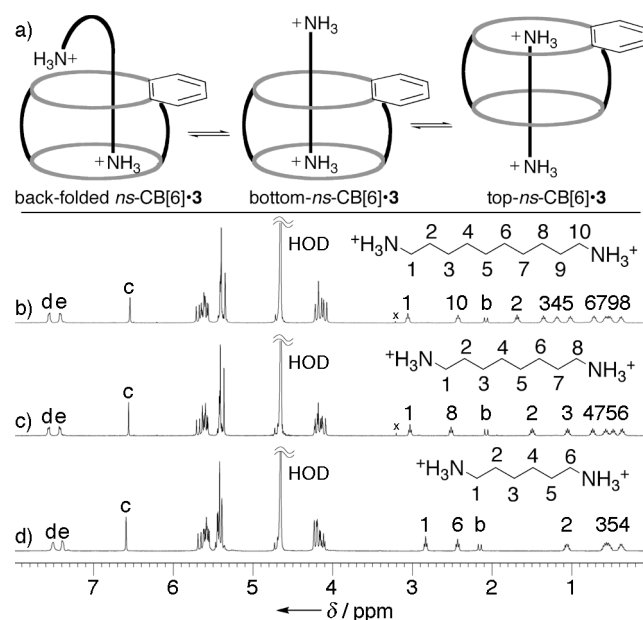 a)
+NH3
+NH3
H3N+
+NH3
+NH3
+NH3
back-folded ns-CB[6]•3
bottom-ns-CB[6]•3
top-ns-CB[6]•3
b)
d e
c
HOD
2 4 6 8 10
+H3N NH3+
1 3 5 7 9
1 10 b 2 345 6798
x
c)
d e
c
HOD
2 4 6 8
+H3N NH3+
1 3 5 7
1 8 b 2 3 4756
x
d)
d e
c
HOD
2 4 6
+H3N NH3+
1 3 5
1 6 b 2 354
7 6 5 4 3 2 1
δ / ppm